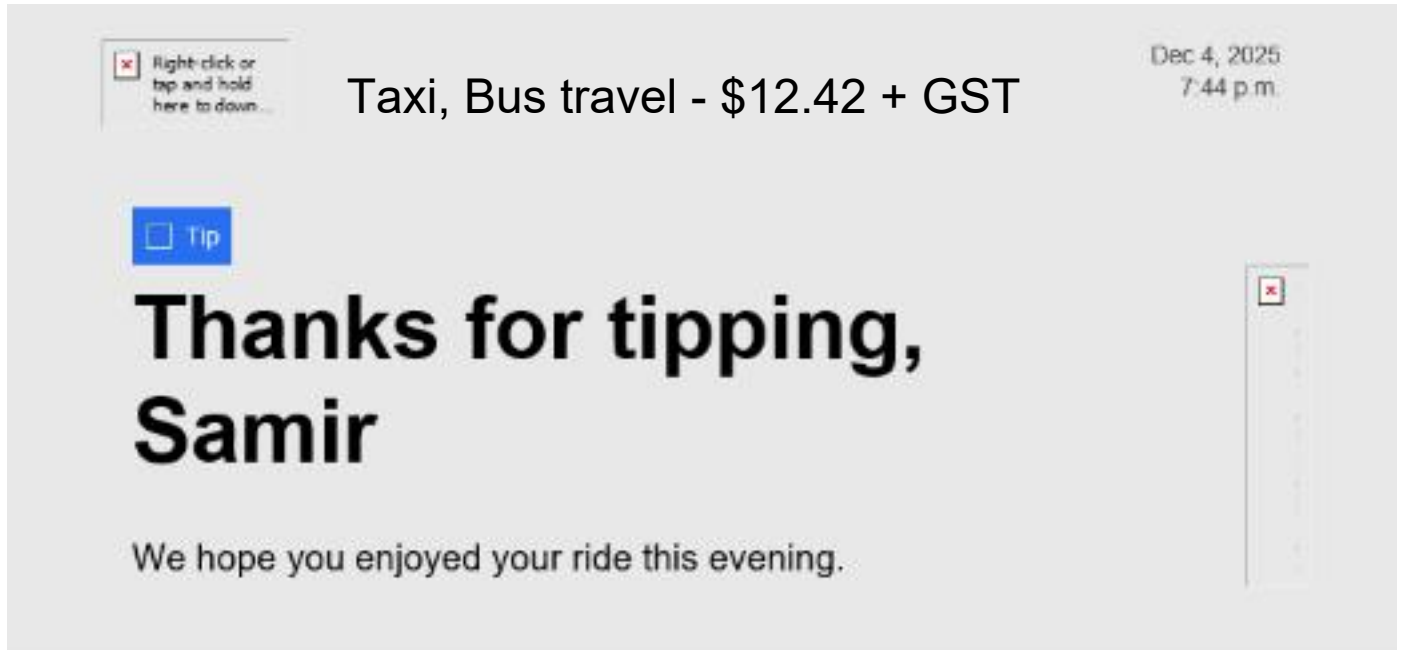 Right-click or
tap and hold
here to down...
Taxi, Bus travel - $12.42 + GST
Dec 4, 2025
7:44 p.m.
Tip
Thanks for tipping,
Samir
We hope you enjoyed your ride this evening.